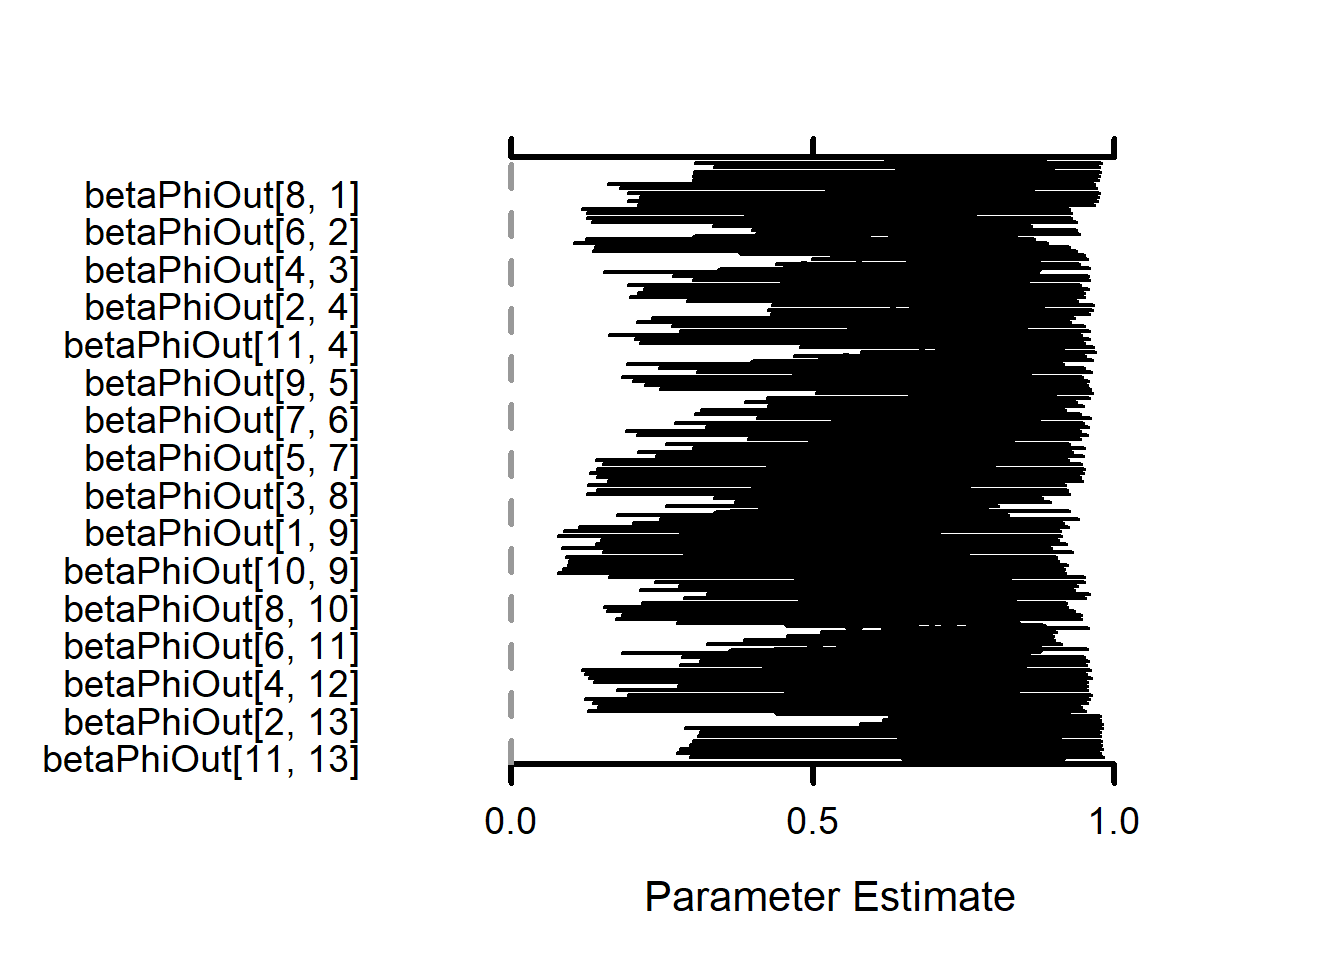 betaPhiOut[8, 1]
betaPhiOut[6, 2]
betaPhiOut[4, 3]
betaPhiOut[2, 4]
betaPhiOut[11, 4]
betaPhiOut[9, 5]
betaPhiOut[7, 6]
betaPhiOut[5, 7]
betaPhiOut[3, 8]
betaPhiOut[1, 9]
betaPhiOut[10, 9]
betaPhiOut[8, 10]
betaPhiOut[6, 11]
betaPhiOut[4, 12]
betaPhiOut[2, 13]
betaPhiOut[11, 13]
0.0 0.5 1.0
Parameter Estimate